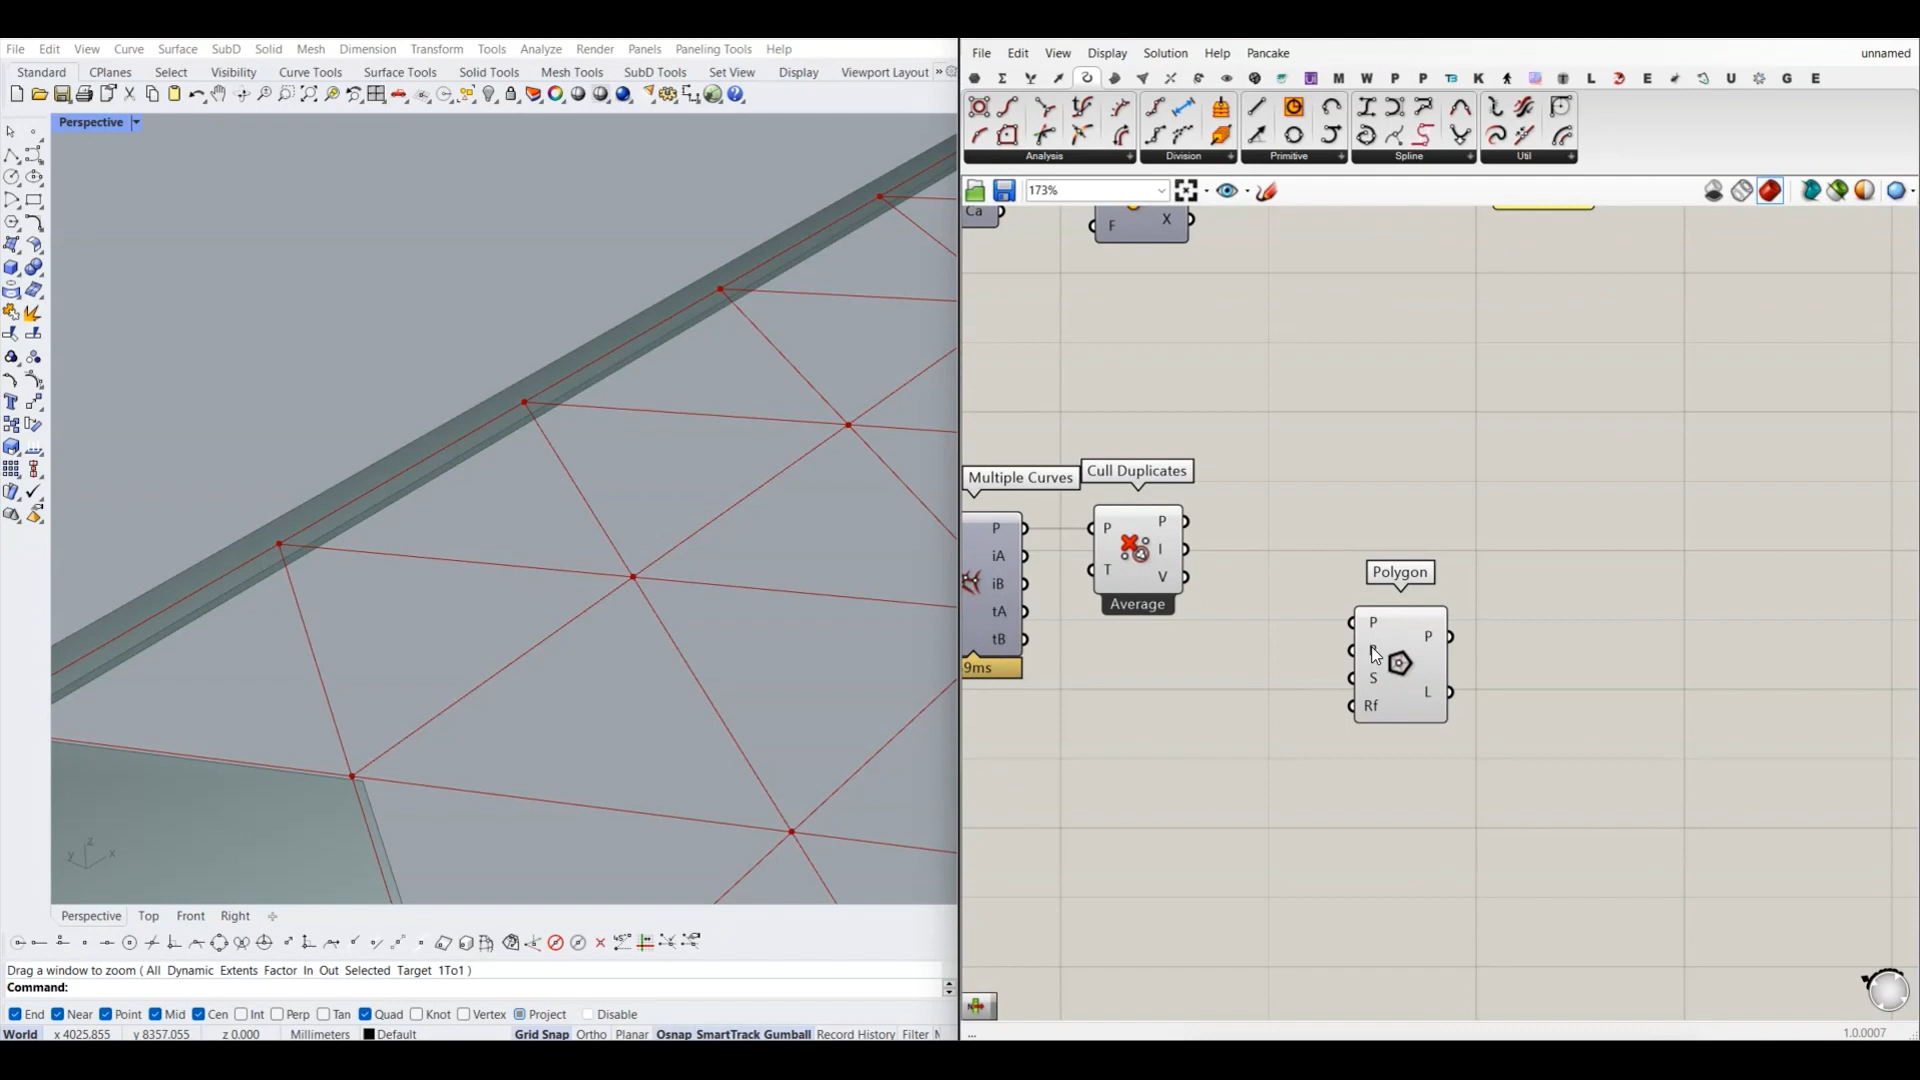 File Edit View Curve Surface SubD Solid Mesh Dimension Transform Tools Analyze Render Panels Paneling Tools Help
Standard CPlanes Select Visibility Curve Tools Surface Tools Solid Tools Mesh Tools SubD Tools Set View Display Viewport Layout »
Perspective
z
y x
Perspective Top Front Right
Drag a window to zoom ( All Dynamic Extents Factor In Out Selected Target 1To1 )
Command:
End Near Point Mid Cen Int Perp Tan Quad Knot Vertex Project Disable
World x 4025.855 y 8357.055 z 0.000 Millimeters Default Grid Snap Ortho Planar Osnap SmartTrack Gumball Record History Filter
File Edit View Display Solution Help Pancake unnamed
M W P P T3 K L E U G E
Analysis Division Primitive Spline Util
173%
Ca
F X
Multiple Curves
Cull Duplicates
P
iA
iB
tA
tB
9ms
P P
I
T V
Average
Polygon
P P
S
L
Rf
...
1.0.0007